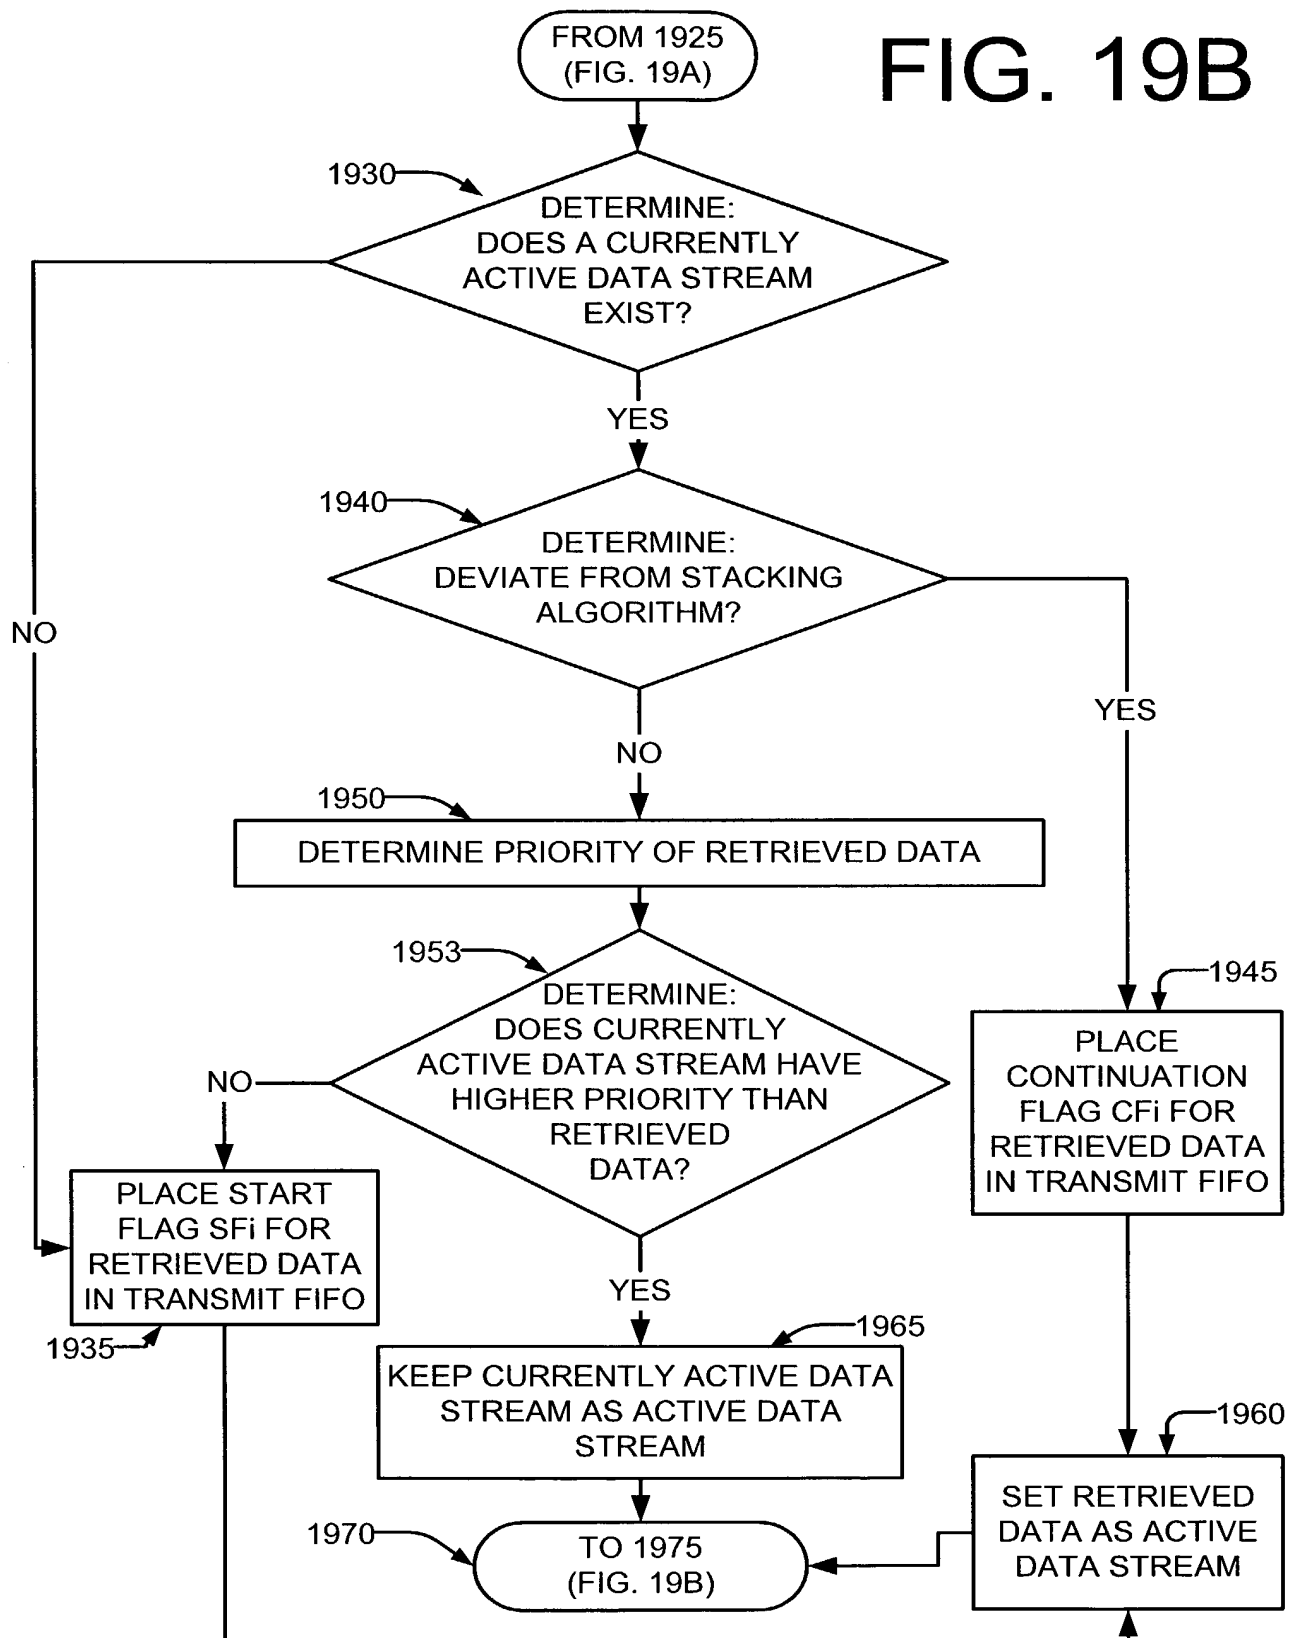 FROM 1925
(FIG. 19A)
FIG. 19B
1930
DETERMINE:
DOES A CURRENTLY
ACTIVE DATA STREAM
EXIST?
YES
NO
1940
DETERMINE:
DEVIATE FROM STACKING
ALGORITHM?
YES
NO
1950
DETERMINE PRIORITY OF RETRIEVED DATA
1953
DETERMINE:
DOES CURRENTLY
ACTIVE DATA STREAM HAVE
HIGHER PRIORITY THAN
RETRIEVED
DATA?
NO
1945
PLACE
CONTINUATION
FLAG CFi FOR
RETRIEVED DATA
IN TRANSMIT FIFO
PLACE START
FLAG SFi FOR
RETRIEVED DATA
IN TRANSMIT FIFO
1935
YES
1965
KEEP CURRENTLY ACTIVE DATA
STREAM AS ACTIVE DATA
STREAM
1960
SET RETRIEVED
DATA AS ACTIVE
DATA STREAM
1970
TO 1975
(FIG. 19B)